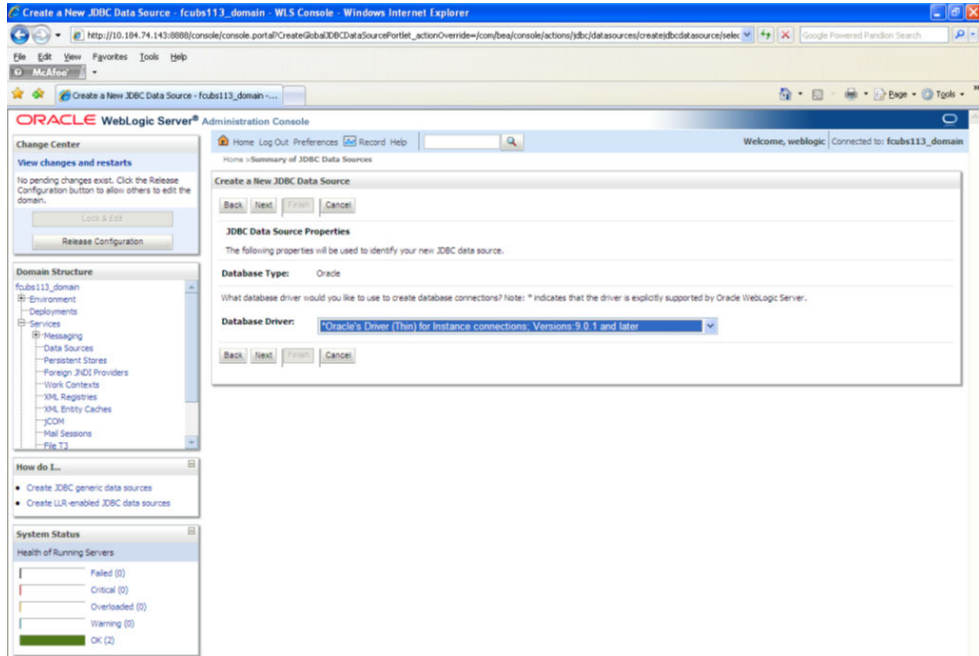 Create a New JDBC Data Source - fcubs113_domain - WLS Console - Windows Internet Explorer
http://10.184.74.143:8888/console/console.portal?CreateGlobalJDBCDataSourcePortlet_actionOverride=/com/bea/console/actions/jdbc/datasources/createjdbcdatasource/selec
Google Powered Pandion Search
File Edit View Favorites Tools Help
McAfee
Create a New JDBC Data Source - fcubs113_domain -...
Page Tools
ORACLE WebLogic Server® Administration Console
Change Center
View changes and restarts
No pending changes exist. Click the Release
Configuration button to allow others to edit the
domain.
Lock & Edit
Release Configuration
Domain Structure
fcubs113_domain
Environment
Deployments
Services
Messaging
Data Sources
Persistent Stores
Foreign JNDI Providers
Work Contexts
XML Registries
XML Entity Caches
jCOM
Mail Sessions
File T3
How do I...
Create JDBC generic data sources
Create LLR-enabled JDBC data sources
System Status
Health of Running Servers
Failed (0)
Critical (0)
Overloaded (0)
Warning (0)
OK (2)
Home Log Out Preferences Record Help
Welcome, weblogic Connected to: fcubs113_domain
Home >Summary of JDBC Data Sources
Create a New JDBC Data Source
Back Next Finish Cancel
JDBC Data Source Properties
The following properties will be used to identify your new JDBC data source.
Database Type: Oracle
What database driver would you like to use to create database connections? Note: * indicates that the driver is explicitly supported by Oracle WebLogic Server.
Database Driver: *Oracle's Driver (Thin) for Instance connections; Versions:9.0.1 and later
Back Next Finish Cancel